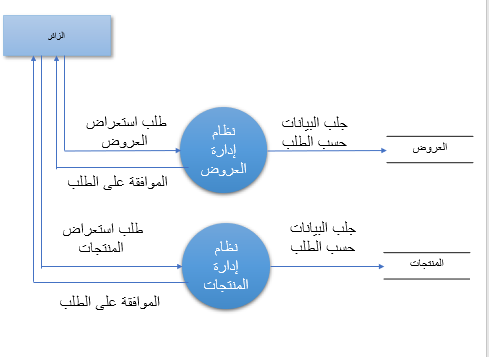 الزائر
طلب استعراض
العروض
نظام
إدارة
العروض
جلب البيانات
حسب الطلب
العروض
الموافقة على الطلب
طلب استعراض
المنتجات
نظام
إدارة
المنتجات
جلب البيانات
حسب الطلب
المنتجات
الموافقة على الطلب